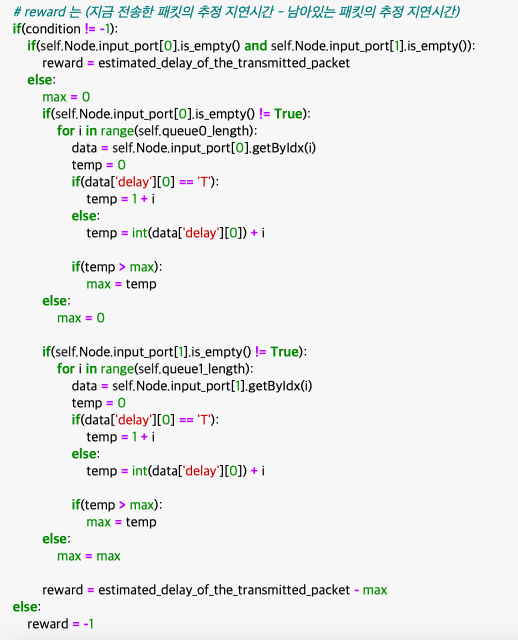 # reward 는 (지금 전송한 패킷의 추정 지연시간 - 남아있는 패킷의 추정 지연시간)
if(condition != -1):
    if(self.Node.input_port[0].is_empty() and self.Node.input_port[1].is_empty()):
        reward = estimated_delay_of_the_transmitted_packet
    else:
        max = 0
        if(self.Node.input_port[0].is_empty() != True):
            for i in range(self.queue0_length):
                data = self.Node.input_port[0].getByIdx(i)
                temp = 0
                if(data['delay'][0] == 'T'):
                    temp = 1 + i
                else:
                    temp = int(data['delay'][0]) + i

                if(temp > max):
                    max = temp
        else:
            max = 0

        if(self.Node.input_port[1].is_empty() != True):
            for i in range(self.queue1_length):
                data = self.Node.input_port[1].getByIdx(i)
                temp = 0
                if(data['delay'][0] == 'T'):
                    temp = 1 + i
                else:
                    temp = int(data['delay'][0]) + i

                if(temp > max):
                    max = temp
        else:
            max = max

        reward = estimated_delay_of_the_transmitted_packet - max
else:
    reward = -1